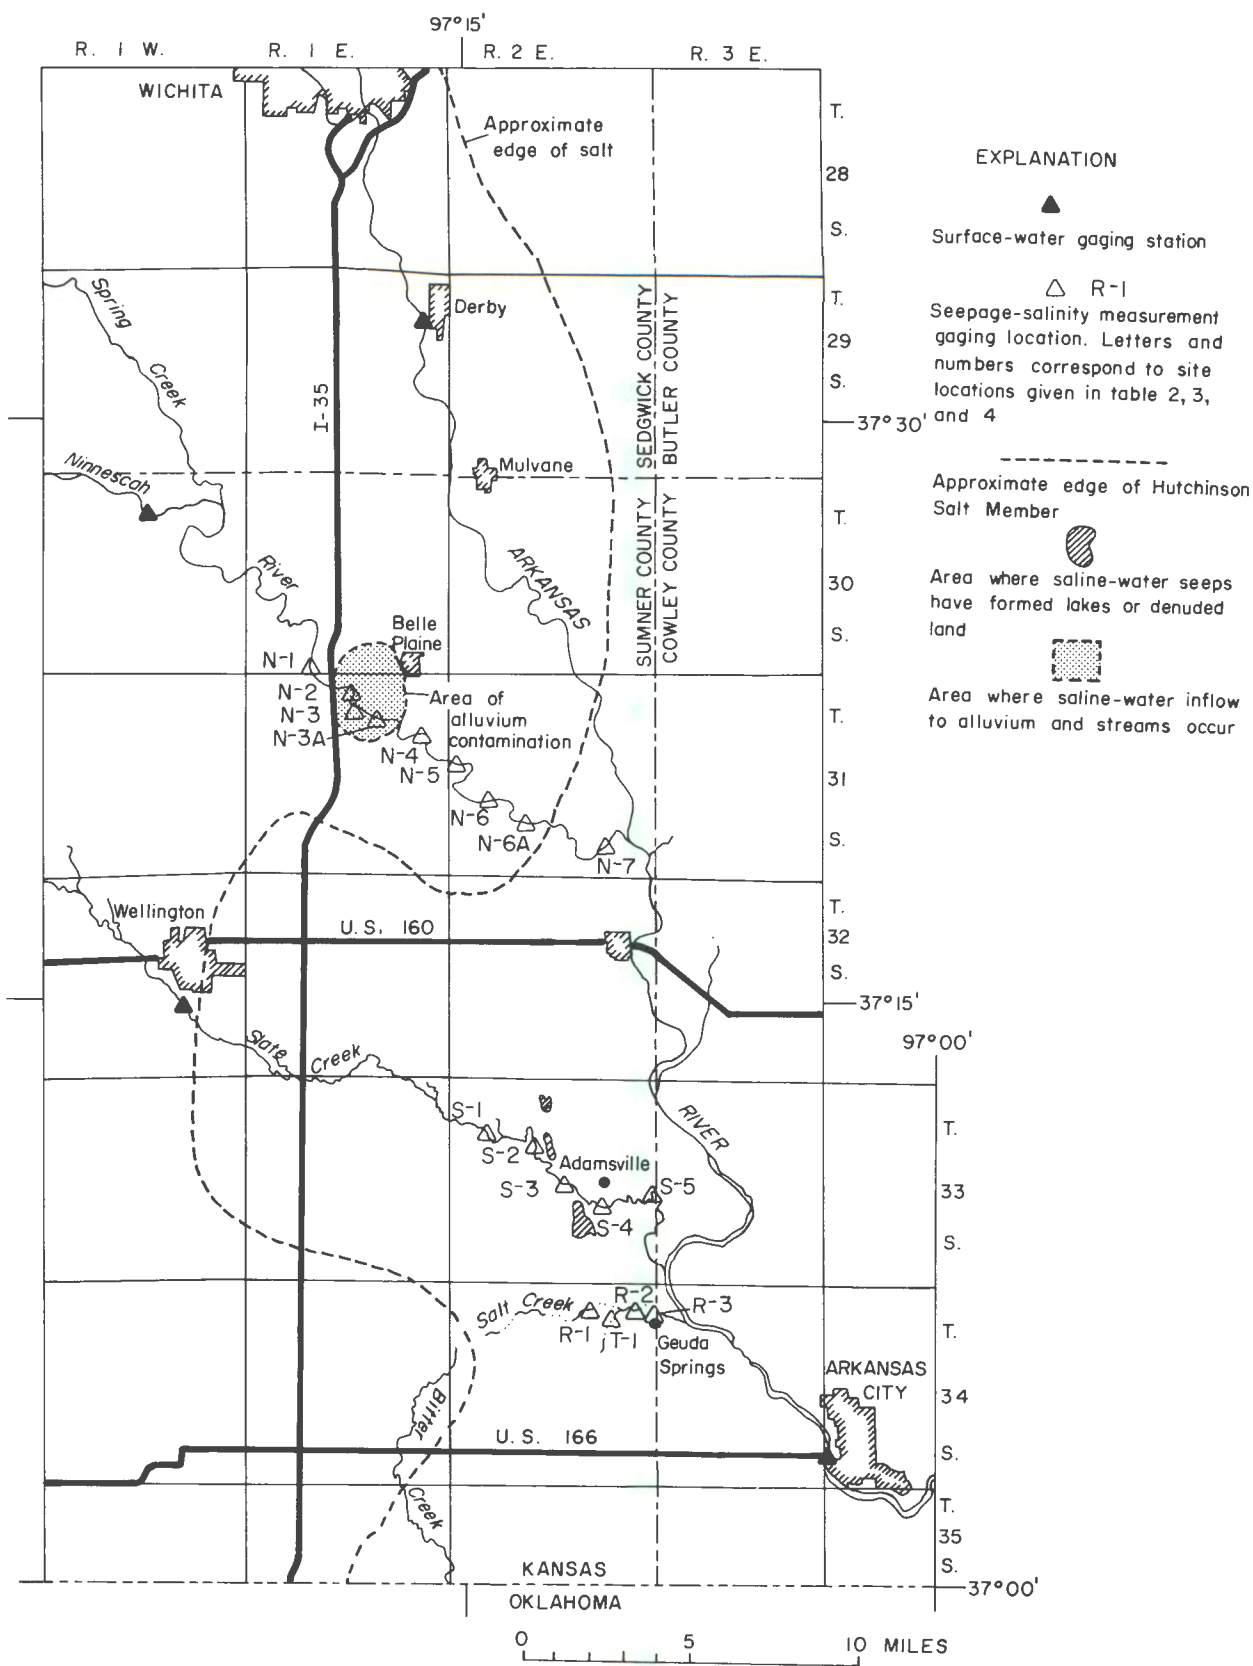 97°15'
R. 1 W.
R. 1 E.
R. 2 E.
R. 3 E.
WICHITA
Approximate
edge of salt
T.
28
S.
EXPLANATION
Surface-water gaging station
R-1
Seepage-salinity measurement
gaging location. Letters and
numbers correspond to site
locations given in table 2, 3,
and 4
Approximate edge of Hutchinson
Salt Member
Area where saline-water seeps
have formed lakes or denuded
land
Area where saline-water inflow
to alluvium and streams occur
Spring
Creek
Derby
T.
29
S.
I-35
SEDGWICK COUNTY
BUTLER COUNTY
37°30'
Ninnescah
River
Mulvane
ARKANSAS
SUMNER COUNTY
COWLEY COUNTY
T.
30
S.
Belle
Plaine
N-1
N-2
N-3
N-3A
Area of
alluvium
contamination
N-4
N-5
N-6
N-6A
N-7
T.
31
S.
Wellington
U.S. 160
T.
32
S.
37°15'
97°00'
Slate
Creek
RIVER
S-1
S-2
S-3
Adamsville
S-4
S-5
T.
33
S.
Salt Creek
R-1
T-1
R-2
R-3
Geuda
Springs
T.
34
S.
ARKANSAS
CITY
Bitter
Creek
U.S. 166
T.
35
S.
KANSAS
OKLAHOMA
37°00'
0 5 10 MILES